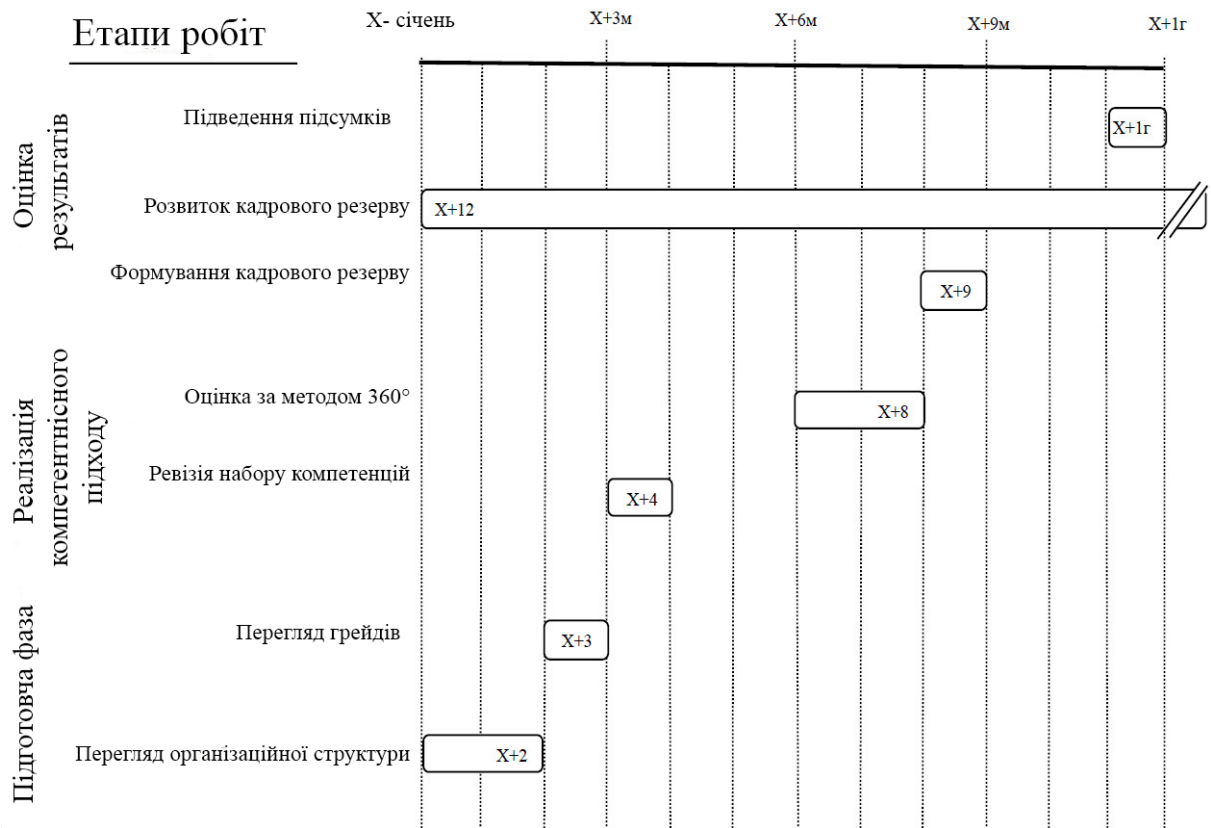 Етапи робіт
X- січень
X+3м
X+6м
X+9м
X+1г
Оцінка
результатів
Підведення підсумків
X+1г
Розвиток кадрового резерву
X+12
Формування кадрового резерву
X+9
Реалізація
компетентнісного
підходу
Оцінка за методом 360°
X+8
Ревізія набору компетенцій
X+4
Підготовча фаза
Перегляд грейдів
X+3
Перегляд організаційної структури
X+2